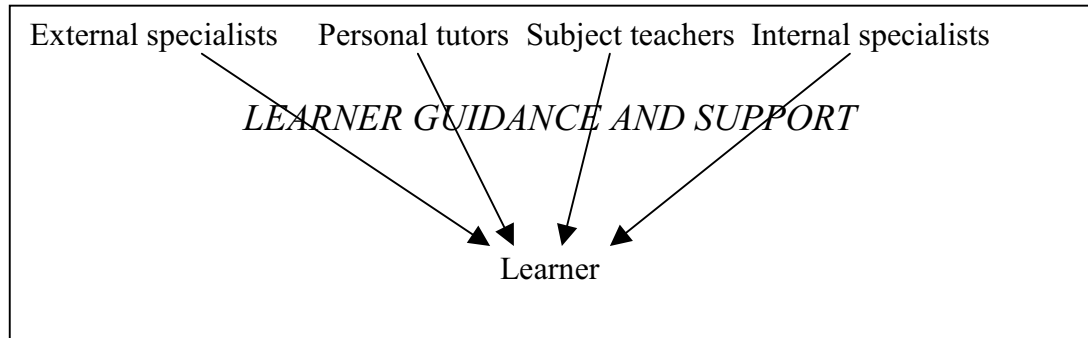 External specialists Personal tutors Subject teachers Internal specialists
LEARNER GUIDANCE AND SUPPORT
Learner